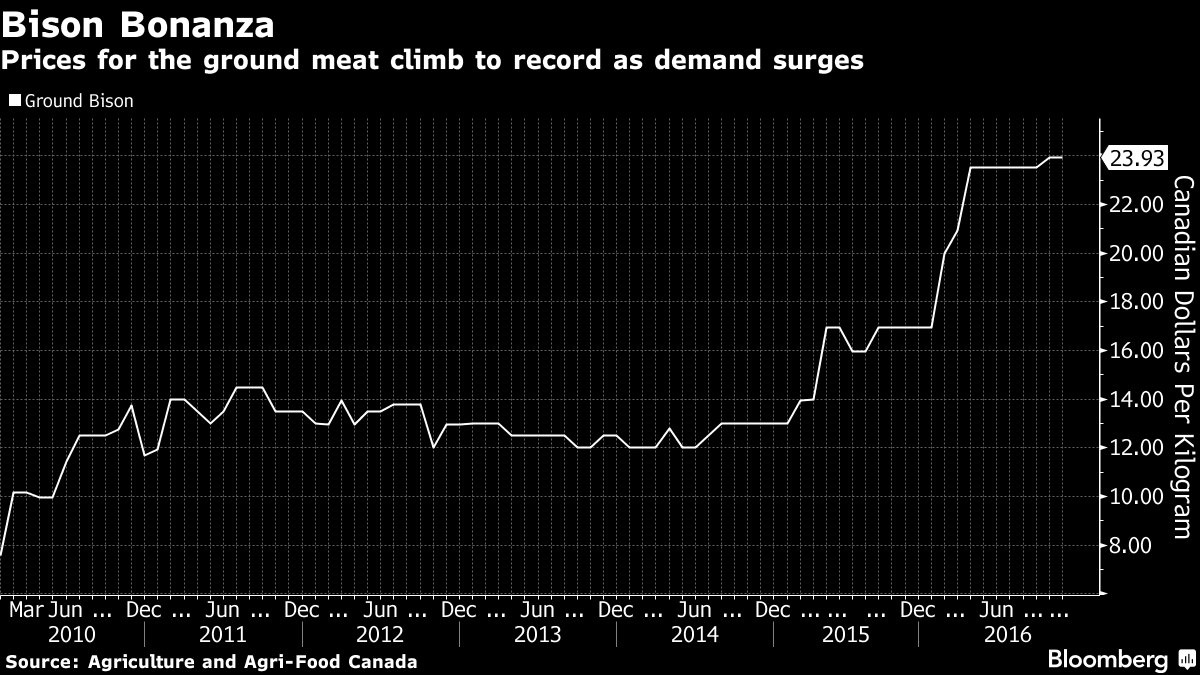 Bison Bonanza
Prices for the ground meat climb to record as demand surges
Ground Bison
23.93
22.00
20.00
18.00
16.00
14.00
12.00
10.00
8.00
Canadian Dollars Per Kilogram
Mar Jun ... Dec ... Jun ... Dec ... Jun ... Dec ... Jun ... Dec ... Jun ... Dec ... ... ... Dec ... Jun ... ... ...
2010 2011 2012 2013 2014 2015 2016
Source: Agriculture and Agri-Food Canada
Bloomberg